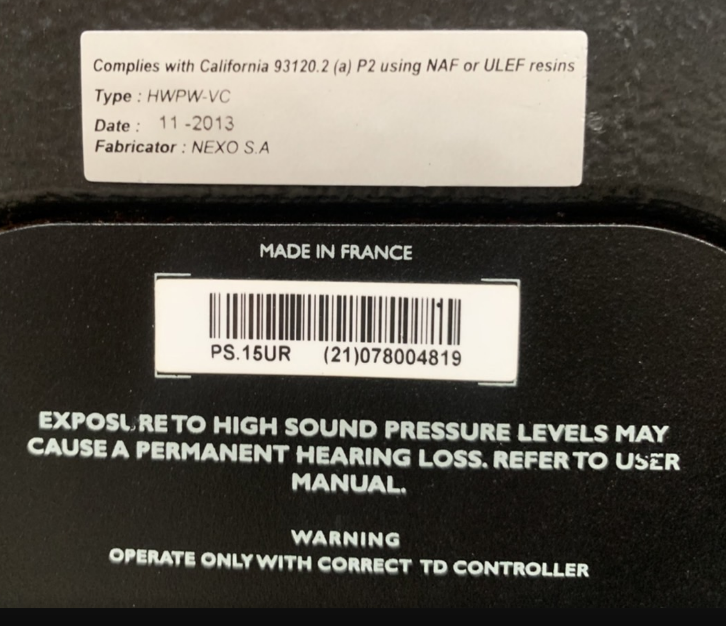 Complies with California 93120.2 (a) P2 using NAF or ULEF resins
Type : HWPW-VC
Date : 11-2013
Fabricator : NEXO S.A
MADE IN FRANCE
PS.15UR (21)078004819
EXPOSURE TO HIGH SOUND PRESSURE LEVELS MAY
CAUSE A PERMANENT HEARING LOSS. REFER TO USER
MANUAL.
WARNING
OPERATE ONLY WITH CORRECT TD CONTROLLER